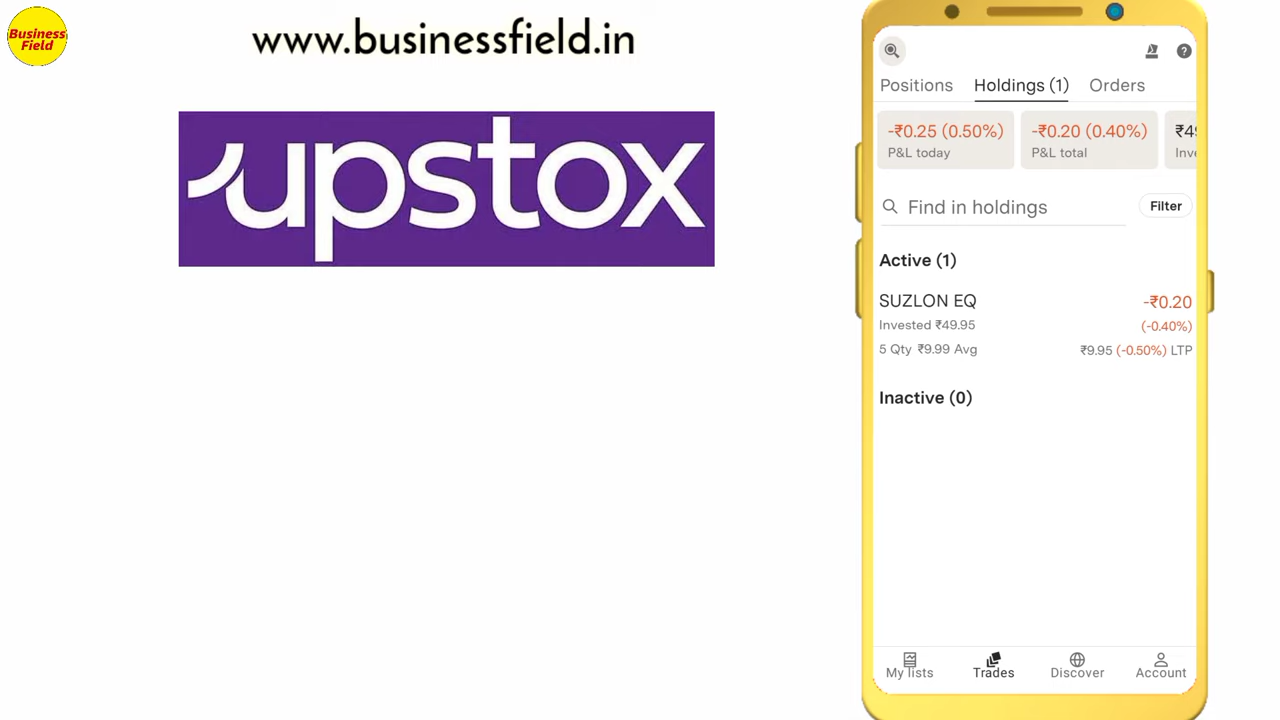 Business
Field
www.businessfield.in
upstox
Positions Holdings (1) Orders
-₹0.25 (0.50%) -₹0.20 (0.40%) ₹49
P&L today P&L total Inve
Find in holdings Filter
Active (1)
SUZLON EQ -₹0.20
Invested ₹49.95 (-0.40%)
5 Qty ₹9.99 Avg ₹9.95 (-0.50%) LTP
Inactive (0)
My lists Trades Discover Account